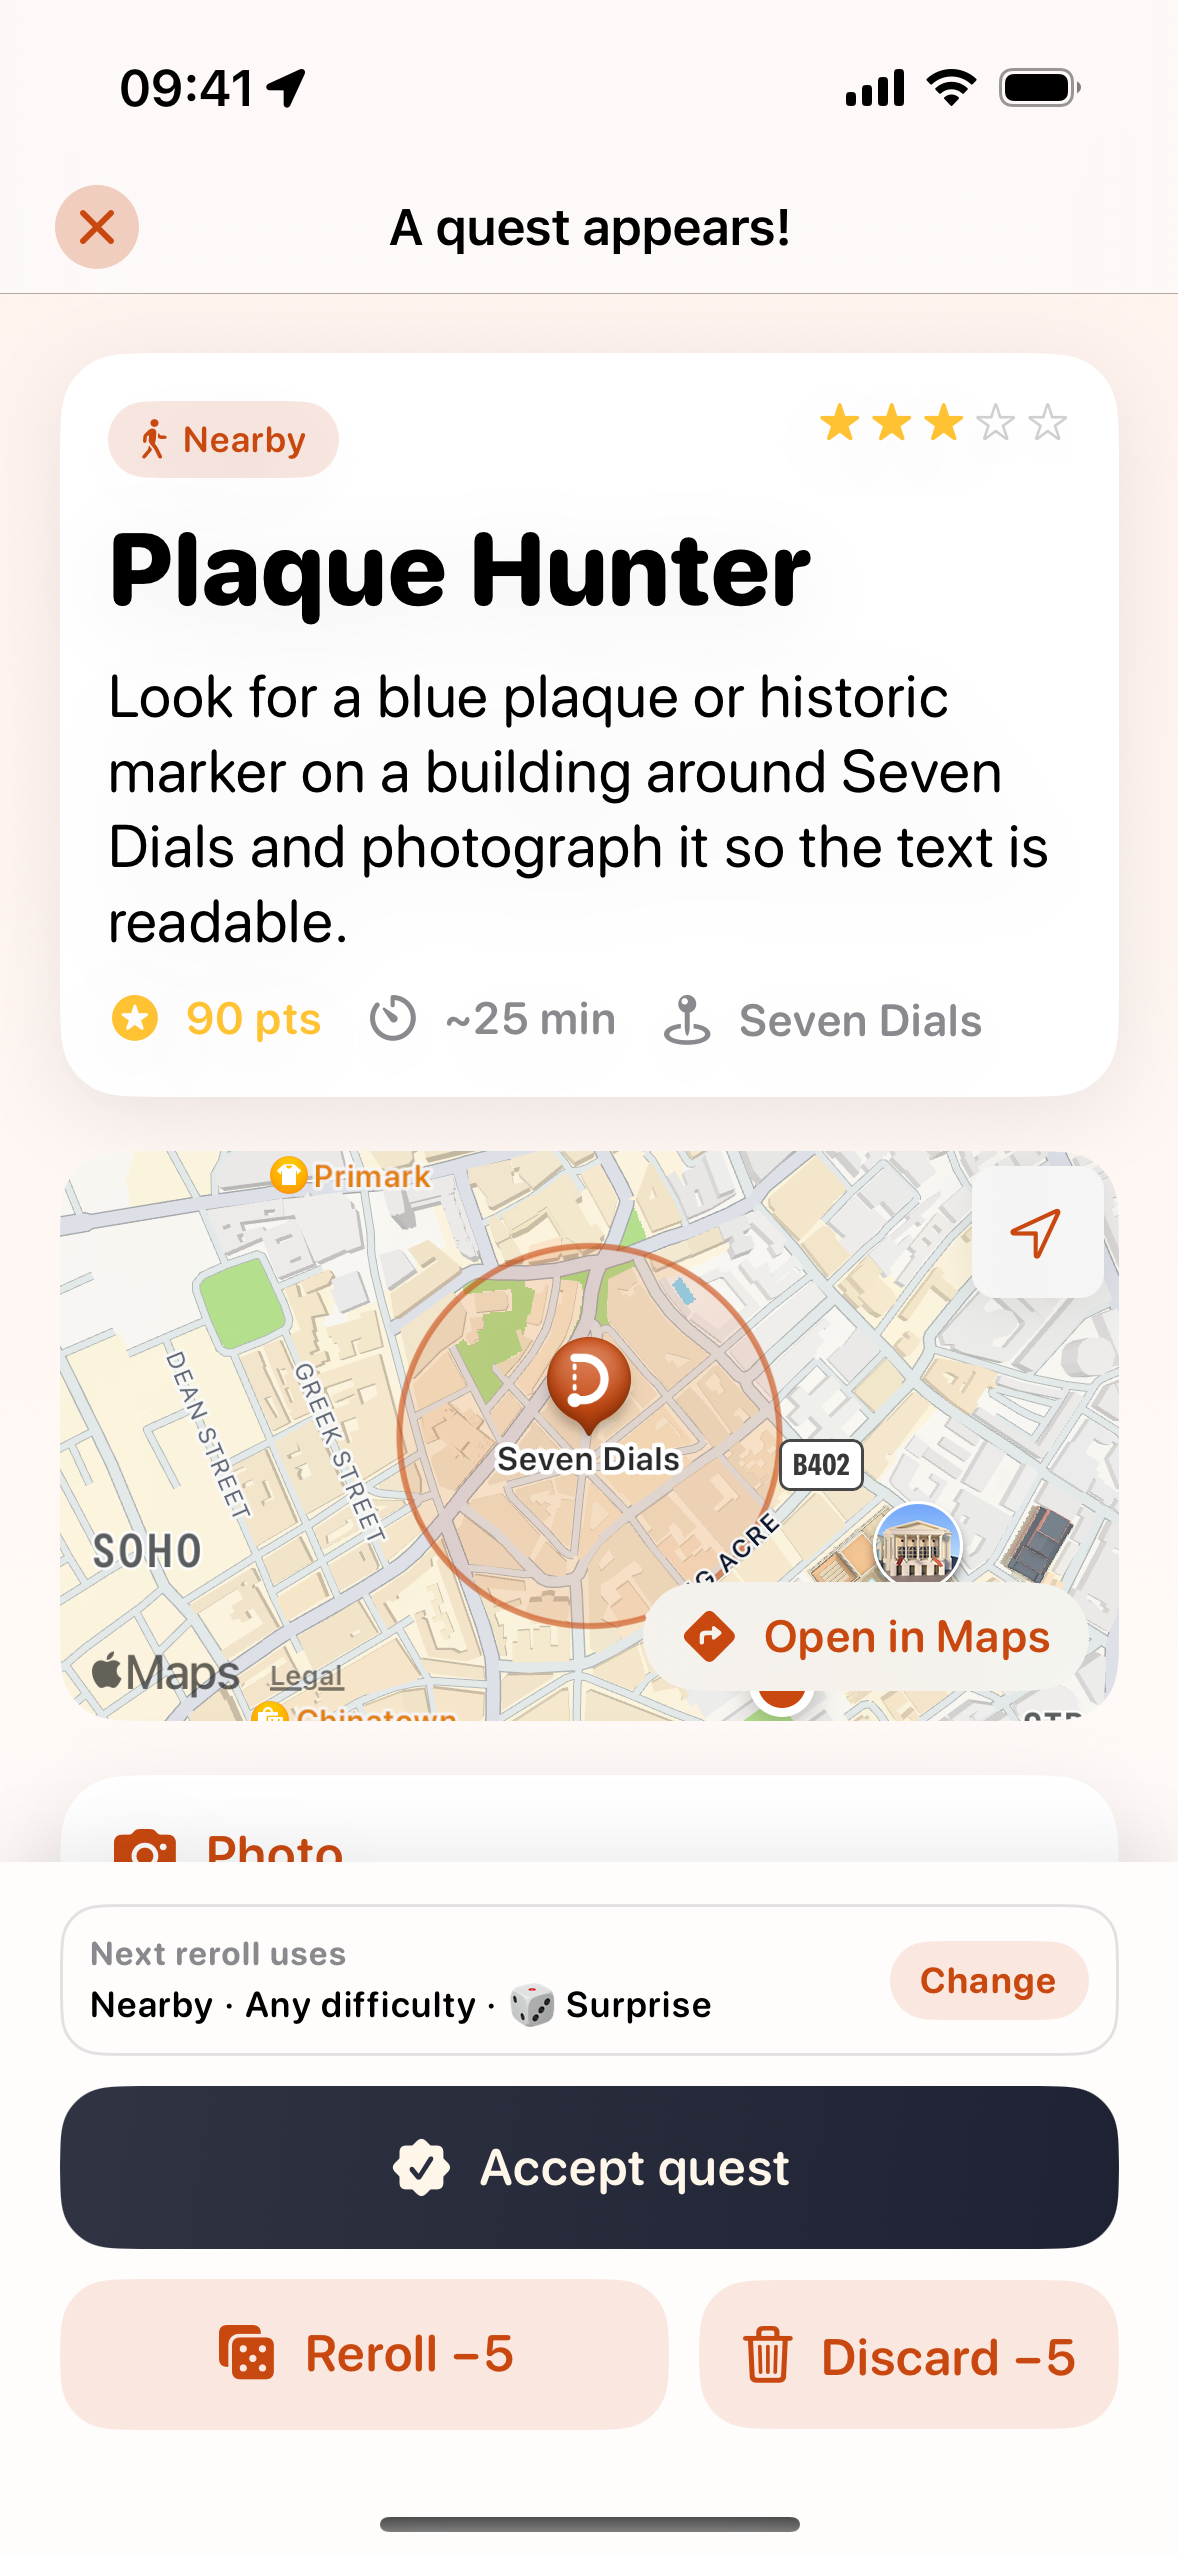 09:41
A quest appears!
Nearby
Plaque Hunter
Look for a blue plaque or historic
marker on a building around Seven
Dials and photograph it so the text is
readable.
90 pts
~25 min
Seven Dials
Primark
DEAN STREET
GREEK STREET
Seven Dials
B402
G ACRE
SOHO
Open in Maps
Maps
Legal
Chinatown
Photo
Next reroll uses
Nearby · Any difficulty · 🎲 Surprise
Change
Accept quest
Reroll −5
Discard −5